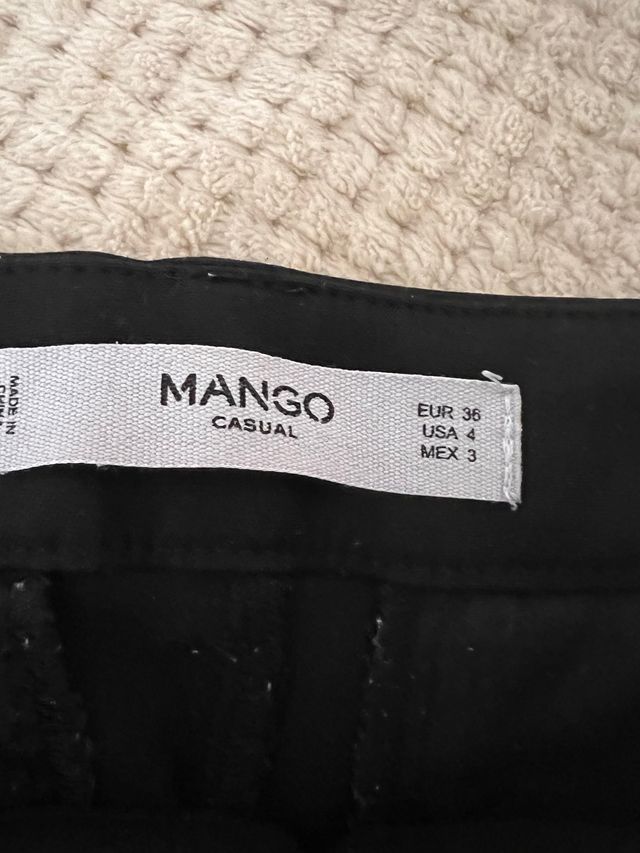 MANGO
CASUAL
EUR 36
USA 4
MEX 3
MADE IN